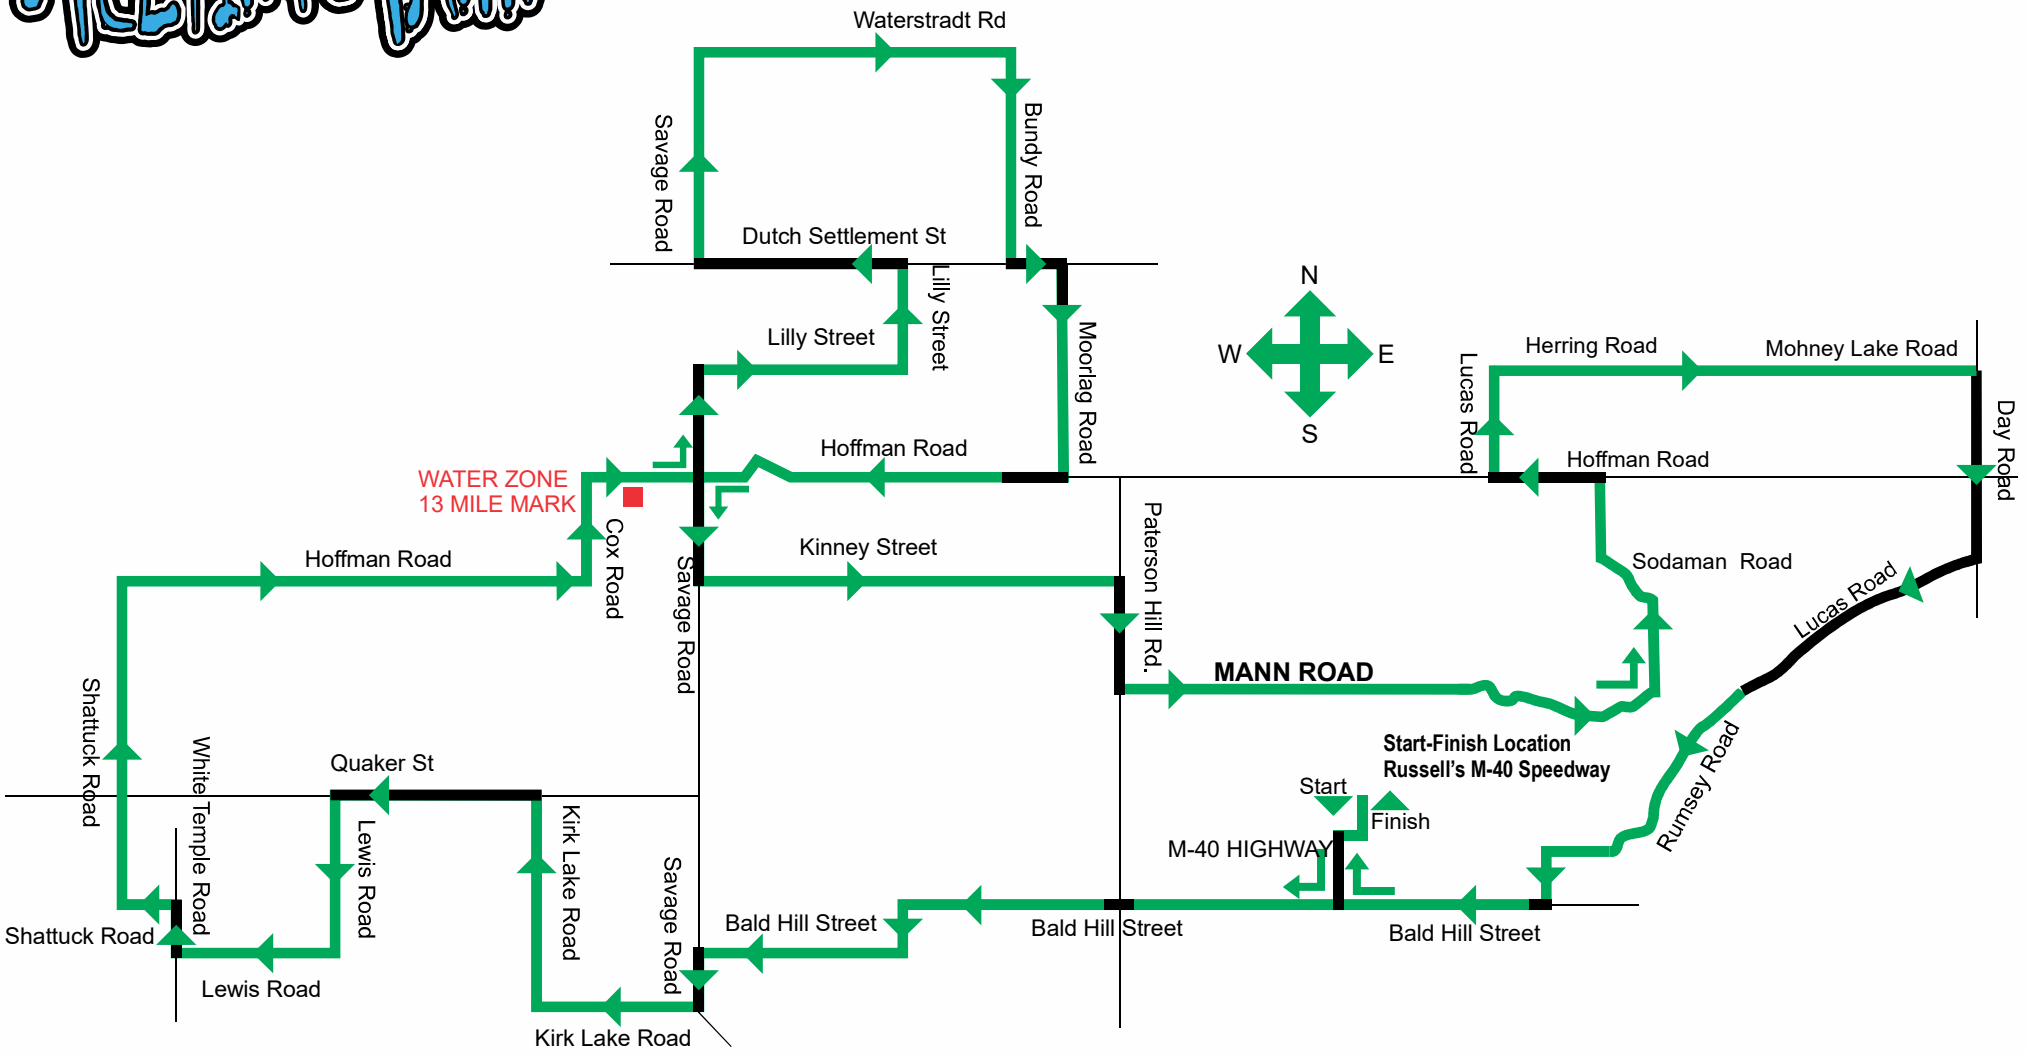 Waterstradt Rd
Savage Road
Bundy Road
Dutch Settlement St
Lilly Street
Lilly Street
Moorlag Road
N
W
E
S
Herring Road
Mohney Lake Road
Lucas Road
Day Road
Hoffman Road
Hoffman Road
WATER ZONE
13 MILE MARK
Cox Road
Hoffman Road
Kinney Street
Savage Road
Paterson Hill Rd.
Sodaman Road
Lucas Road
MANN ROAD
Shattuck Road
White Temple Road
Quaker St
Start-Finish Location
Russell's M-40 Speedway
Start
Finish
Rumsey Road
M-40 HIGHWAY
Lewis Road
Kirk Lake Road
Savage Road
Bald Hill Street
Bald Hill Street
Bald Hill Street
Shattuck Road
Lewis Road
Kirk Lake Road